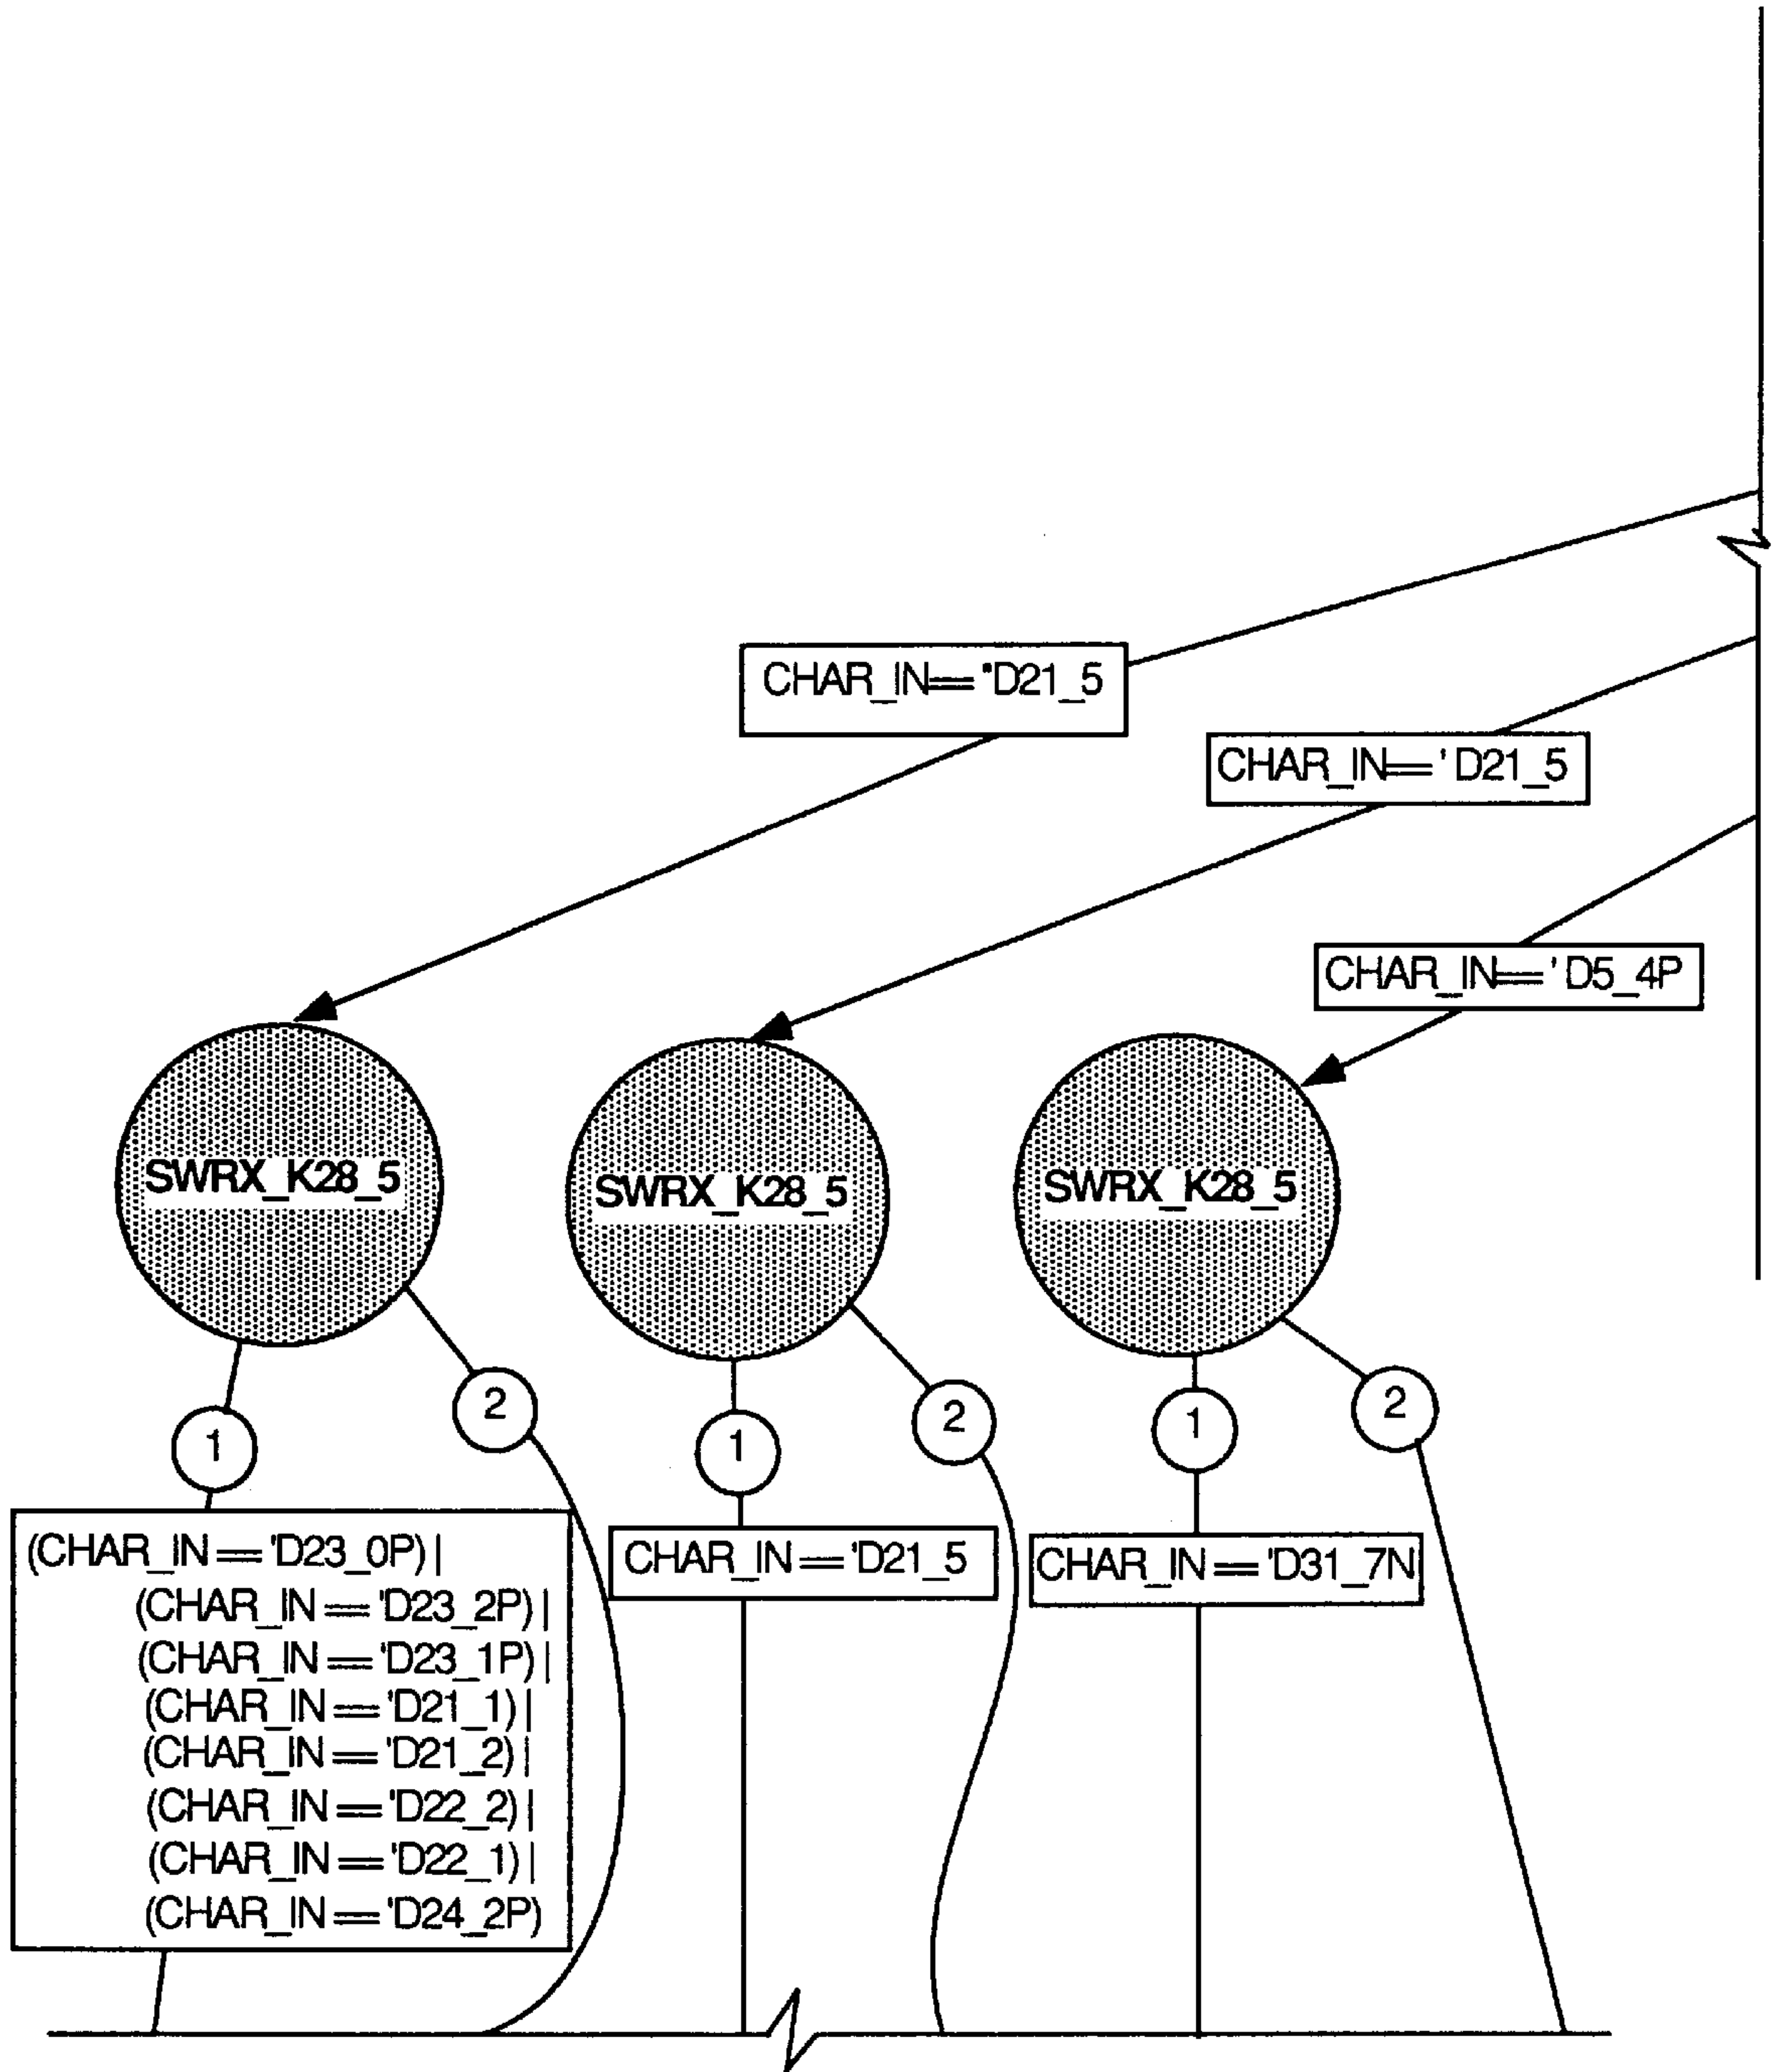 CHAR_IN=="D21_5
CHAR_IN=='D21_5
CHAR_IN=='D5_4P
SWRX_K28_5
SWRX_K28_5
SWRX_K28_5
1
2
1
2
1
2
(CHAR_IN=='D23_0P)|
(CHAR_IN=='D23_2P)|
(CHAR_IN=='D23_1P)|
(CHAR_IN=='D21_1)|
(CHAR_IN=='D21_2)|
(CHAR_IN=='D22_2)|
(CHAR_IN=='D22_1)|
(CHAR_IN=='D24_2P)
CHAR_IN=='D21_5
CHAR_IN=='D31_7N